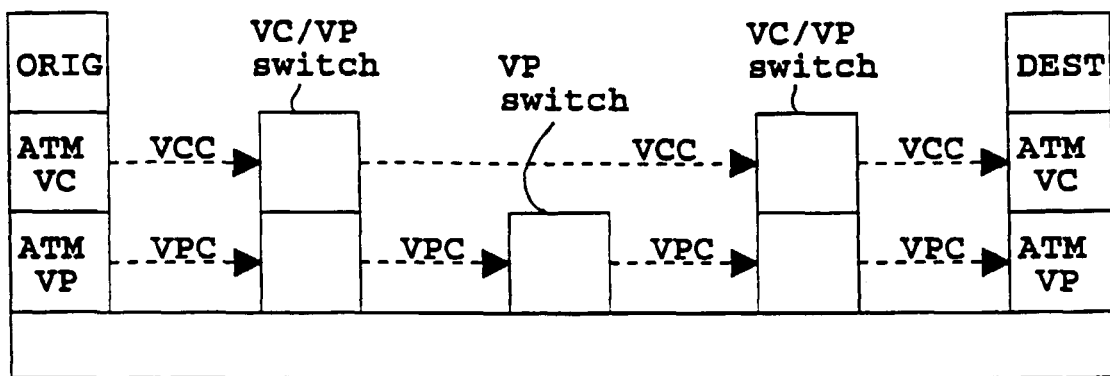 ORIG
VC/VP
switch
VP
switch
VC/VP
switch
DEST
ATM
VC
VCC
VCC
VCC
ATM
VC
ATM
VP
VPC
VPC
VPC
VPC
ATM
VP